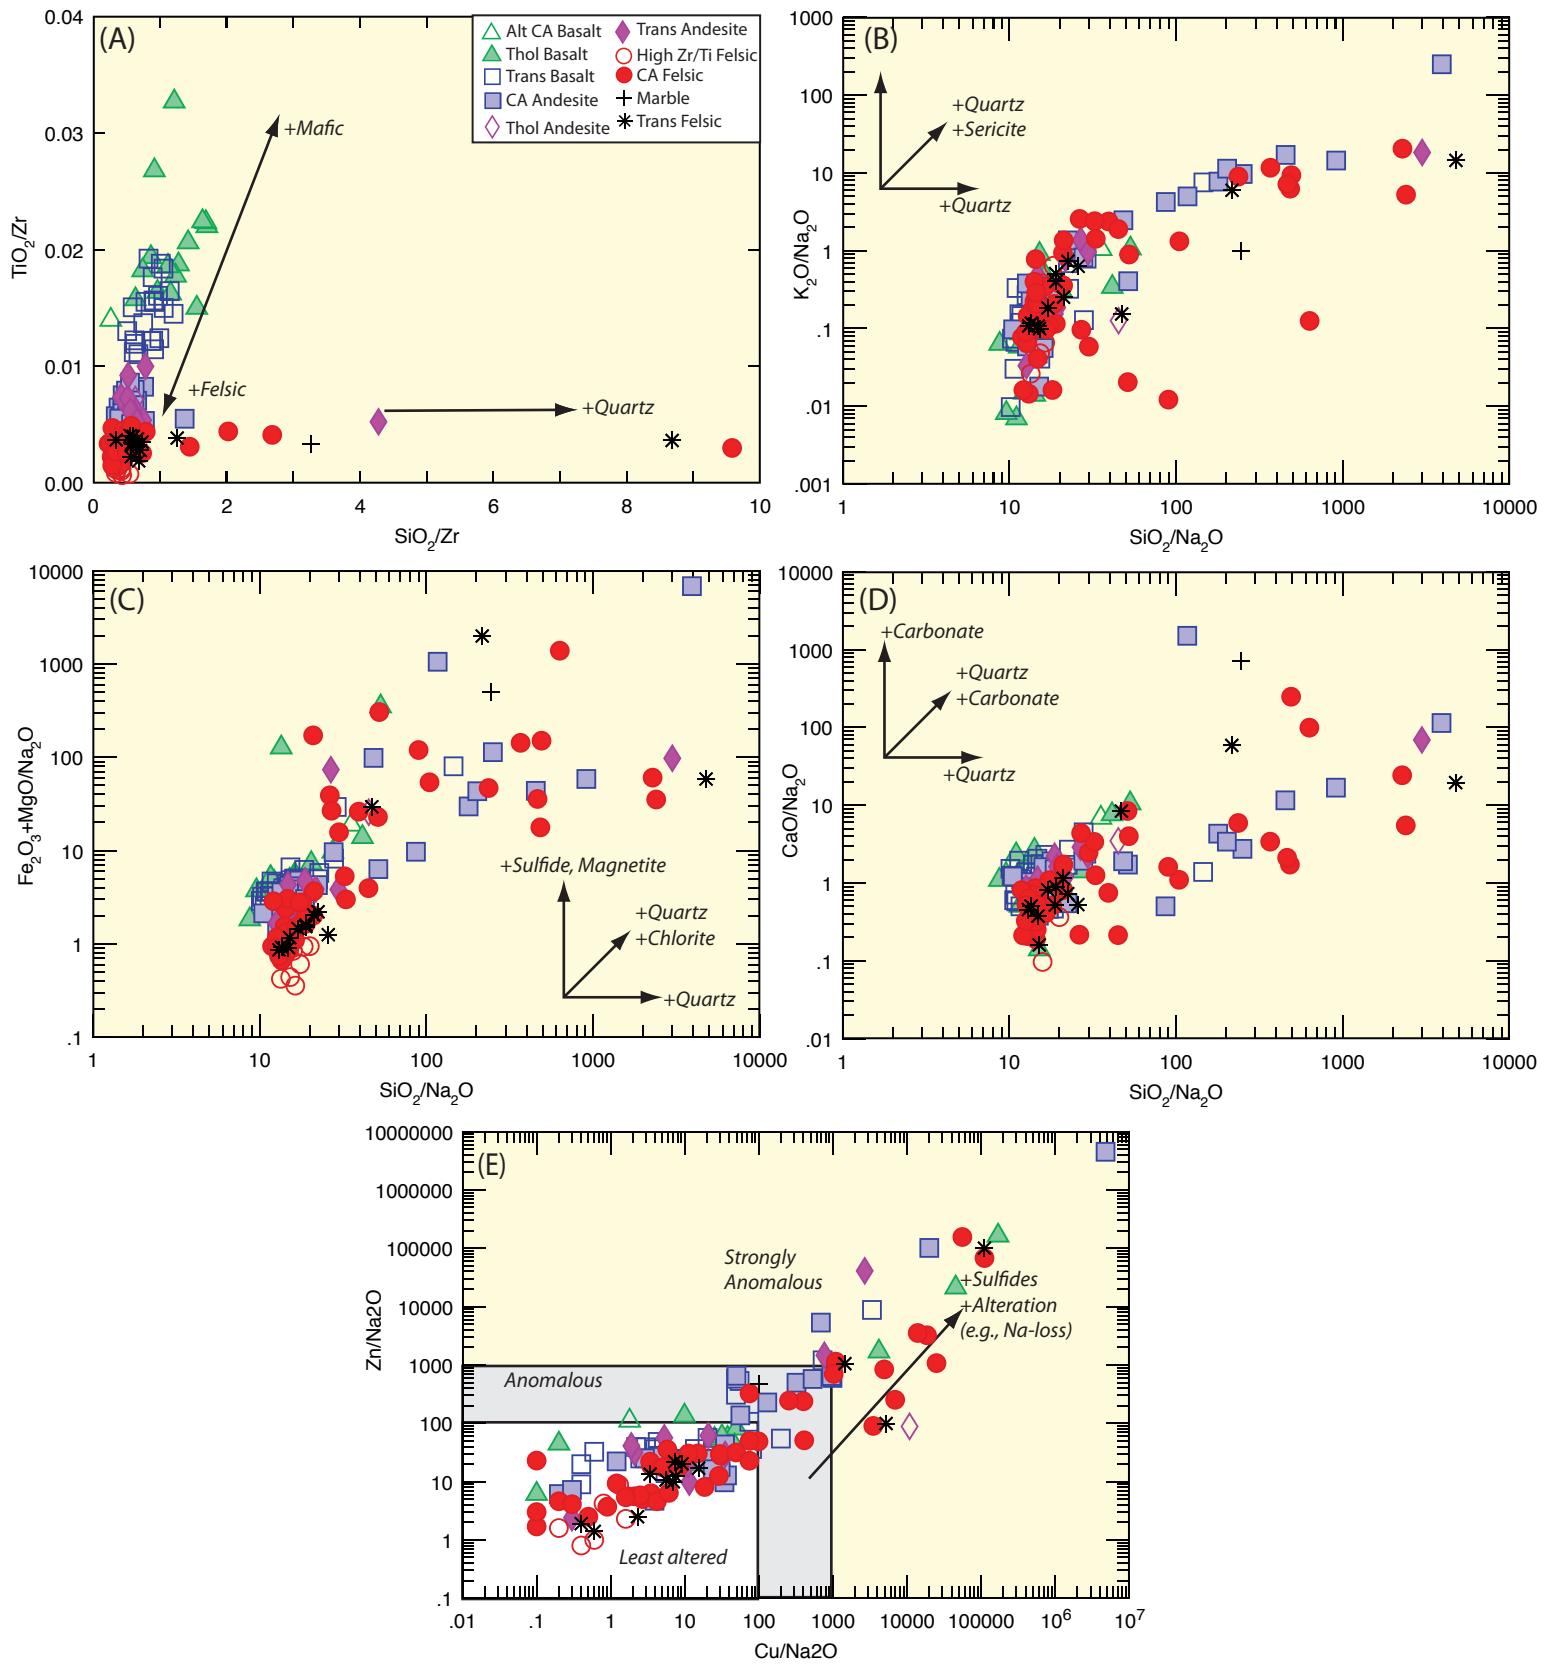 (A)
0.04
0.03
0.02
0.01
0.00
TiO2/Zr
0
2
4
6
8
10
SiO2/Zr
+Mafic
+Felsic
+Quartz
Alt CA Basalt
Thol Basalt
Trans Basalt
CA Andesite
Thol Andesite
Trans Andesite
High Zr/Ti Felsic
CA Felsic
Marble
Trans Felsic
(B)
1000
100
10
1
.1
.01
.001
K2O/Na2O
1
10
100
1000
10000
SiO2/Na2O
+Quartz
+Sericite
+Quartz
(C)
10000
1000
100
10
1
.1
Fe2O3+MgO/Na2O
1
10
100
1000
10000
SiO2/Na2O
+Sulfide, Magnetite
+Quartz
+Chlorite
+Quartz
(D)
10000
1000
100
10
1
.1
.01
CaO/Na2O
1
10
100
1000
10000
SiO2/Na2O
+Carbonate
+Quartz
+Carbonate
+Quartz
(E)
10000000
1000000
100000
10000
1000
100
10
1
.1
Zn/Na2O
.01
.1
1
10
100
1000
10000
100000
10^6
10^7
Cu/Na2O
Strongly
Anomalous
+Sulfides
+Alteration
(e.g., Na-loss)
Anomalous
Least altered